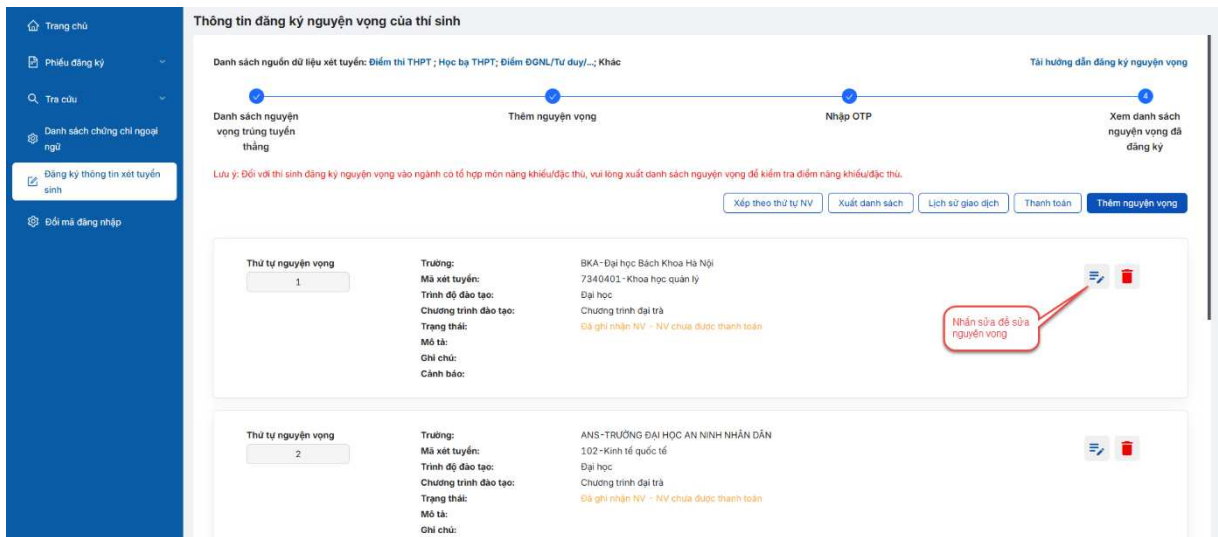 Trang chủ
Phiếu đăng ký
Tra cứu
Danh sách chứng chỉ ngoại
ngữ
Đăng ký thông tin xét tuyển
sinh
Đổi mã đăng nhập
Thông tin đăng ký nguyện vọng của thí sinh
Danh sách nguồn dữ liệu xét tuyển: Điểm thi THPT ; Học bạ THPT; Điểm ĐGNL/Tư duy/...; Khác
Tải hướng dẫn đăng ký nguyện vọng
Danh sách nguyện
vọng trúng tuyển
thẳng
Thêm nguyện vọng
Nhập OTP
4
Xem danh sách
nguyện vọng đã
đăng ký
Lưu ý: Đối với thí sinh đăng ký nguyện vọng vào ngành có tổ hợp môn năng khiếu/đặc thù, vui lòng xuất danh sách nguyện vọng để kiểm tra điểm năng khiếu/đặc thù.
Xếp theo thứ tự NV
Xuất danh sách
Lịch sử giao dịch
Thanh toán
Thêm nguyện vọng
Thứ tự nguyện vọng
1
Trường: BKA-Đại học Bách Khoa Hà Nội
Mã xét tuyển: 7340401-Khoa học quản lý
Trình độ đào tạo: Đại học
Chương trình đào tạo: Chương trình đại trà
Trạng thái: Đã ghi nhận NV - NV chưa được thanh toán
Mô tả:
Ghi chú:
Cảnh báo:
Nhấn sửa để sửa
nguyện vọng
Thứ tự nguyện vọng
2
Trường: ANS-TRƯỜNG ĐẠI HỌC AN NINH NHÂN DÂN
Mã xét tuyển: 102-Kinh tế quốc tế
Trình độ đào tạo: Đại học
Chương trình đào tạo: Chương trình đại trà
Trạng thái: Đã ghi nhận NV - NV chưa được thanh toán
Mô tả:
Ghi chú: